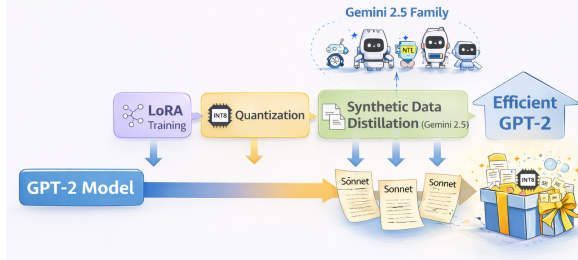 Gemini 2.5 Family
NTE
LoRA
Training
INT8
Quantization
Synthetic Data
Distillation (Gemini 2.5)
Efficient
GPT-2
GPT-2 Model
Sonnet
Sonnet
Sonnet
INT8